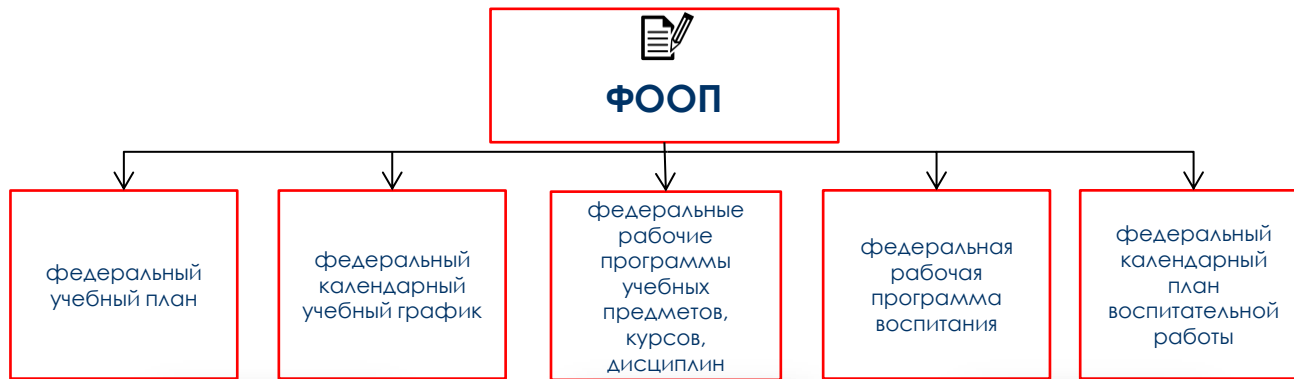 ФООП
федеральный
учебный план
федеральный
календарный
учебный график
федеральные
рабочие
программы
учебных
предметов,
курсов,
дисциплин
федеральная
рабочая
программа
воспитания
федеральный
календарный
план
воспитательной
работы